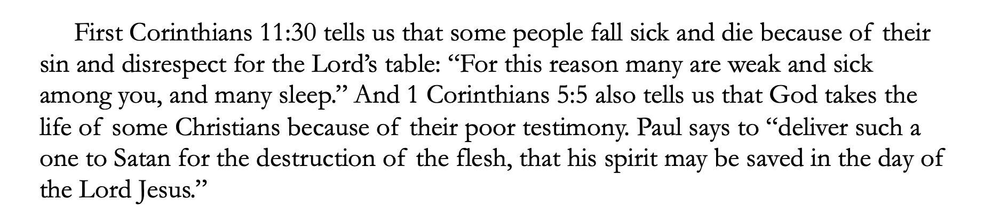 First Corinthians 11:30 tells us that some people fall sick and die because of their
sin and disrespect for the Lord’s table: “For this reason many are weak and sick
among you, and many sleep.” And 1 Corinthians 5:5 also tells us that God takes the
life of some Christians because of their poor testimony. Paul says to “deliver such a
one to Satan for the destruction of the flesh, that his spirit may be saved in the day of
the Lord Jesus.”